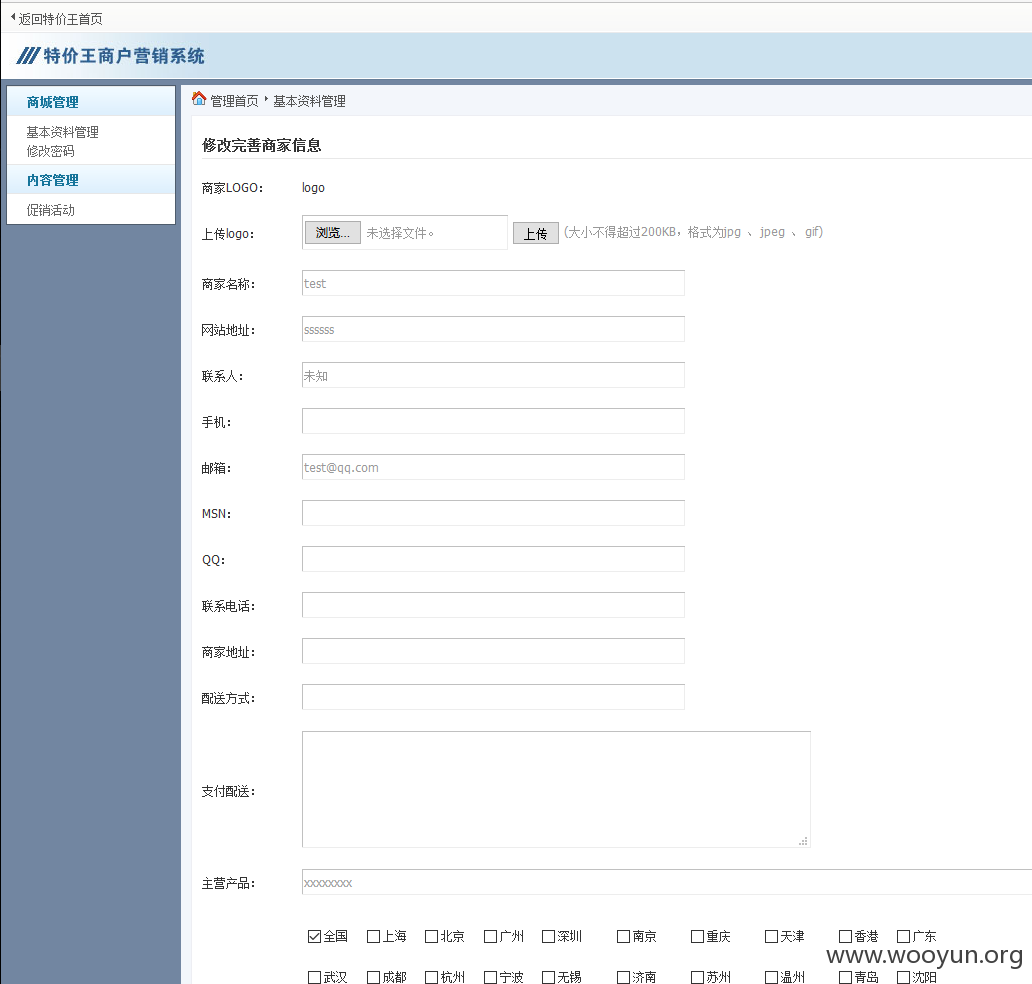 返回特价王首页
特价王商户营销系统
商城管理
基本资料管理
修改密码
内容管理
促销活动
管理首页 基本资料管理
修改完善商家信息
商家LOGO: logo
上传logo: 浏览... 未选择文件。 上传 (大小不得超过200KB，格式为jpg 、jpeg 、 gif)
商家名称: test
网站地址: ssssss
联系人: 未知
手机:
邮箱: test@qq.com
MSN:
QQ:
联系电话:
商家地址:
配送方式:
支付配送:
主营产品: xxxxxxxx
全国 上海 北京 广州 深圳 南京 重庆 天津 香港 广东
www.wooyun.org
武汉 成都 杭州 宁波 无锡 济南 苏州 温州 青岛 沈阳